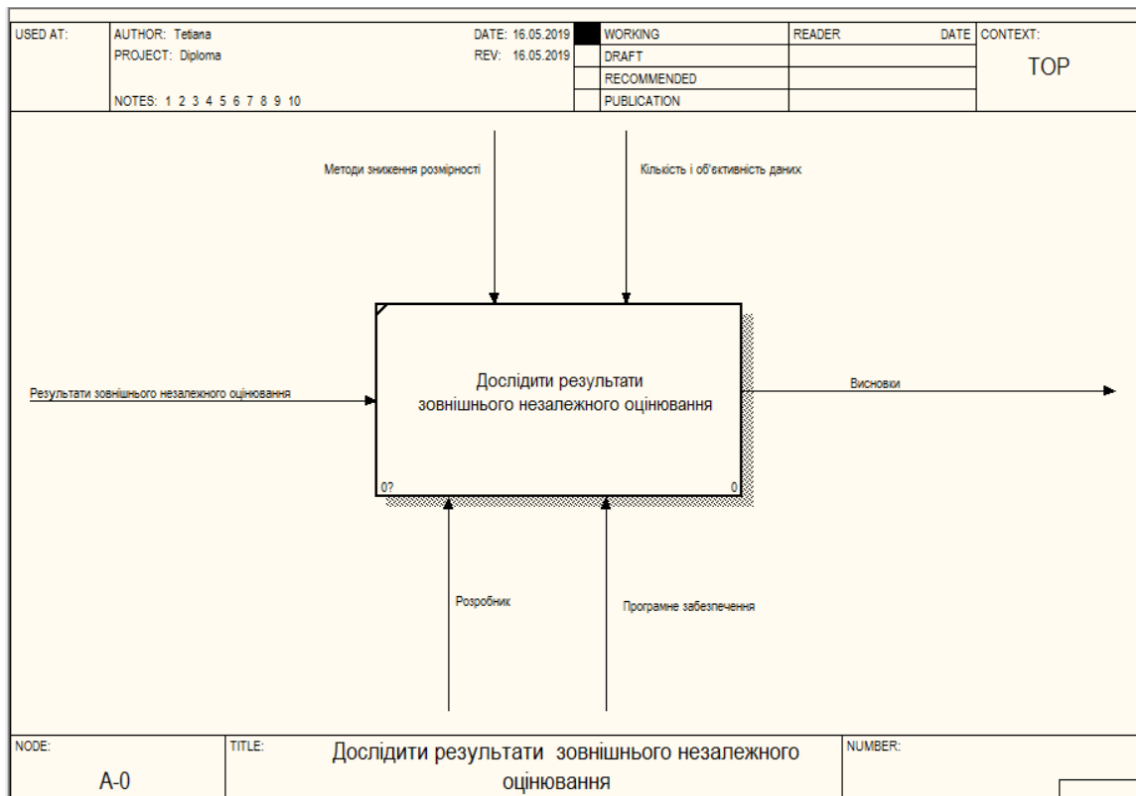 USED AT:
AUTHOR: Tetiana
DATE: 16.05.2019
WORKING
READER
DATE
CONTEXT:
PROJECT: Diploma
REV: 16.05.2019
DRAFT
TOP
RECOMMENDED
NOTES: 1 2 3 4 5 6 7 8 9 10
PUBLICATION
Методи зниження розмірності
Кількість і об'єктивність даних
Результати зовнішнього незалежного оцінювання
Дослідити результати
зовнішнього незалежного оцінювання
Висновки
0?
0
Розробник
Програмне забезпечення
NODE:
A-0
TITLE:
Дослідити результати зовнішнього незалежного
оцінювання
NUMBER: